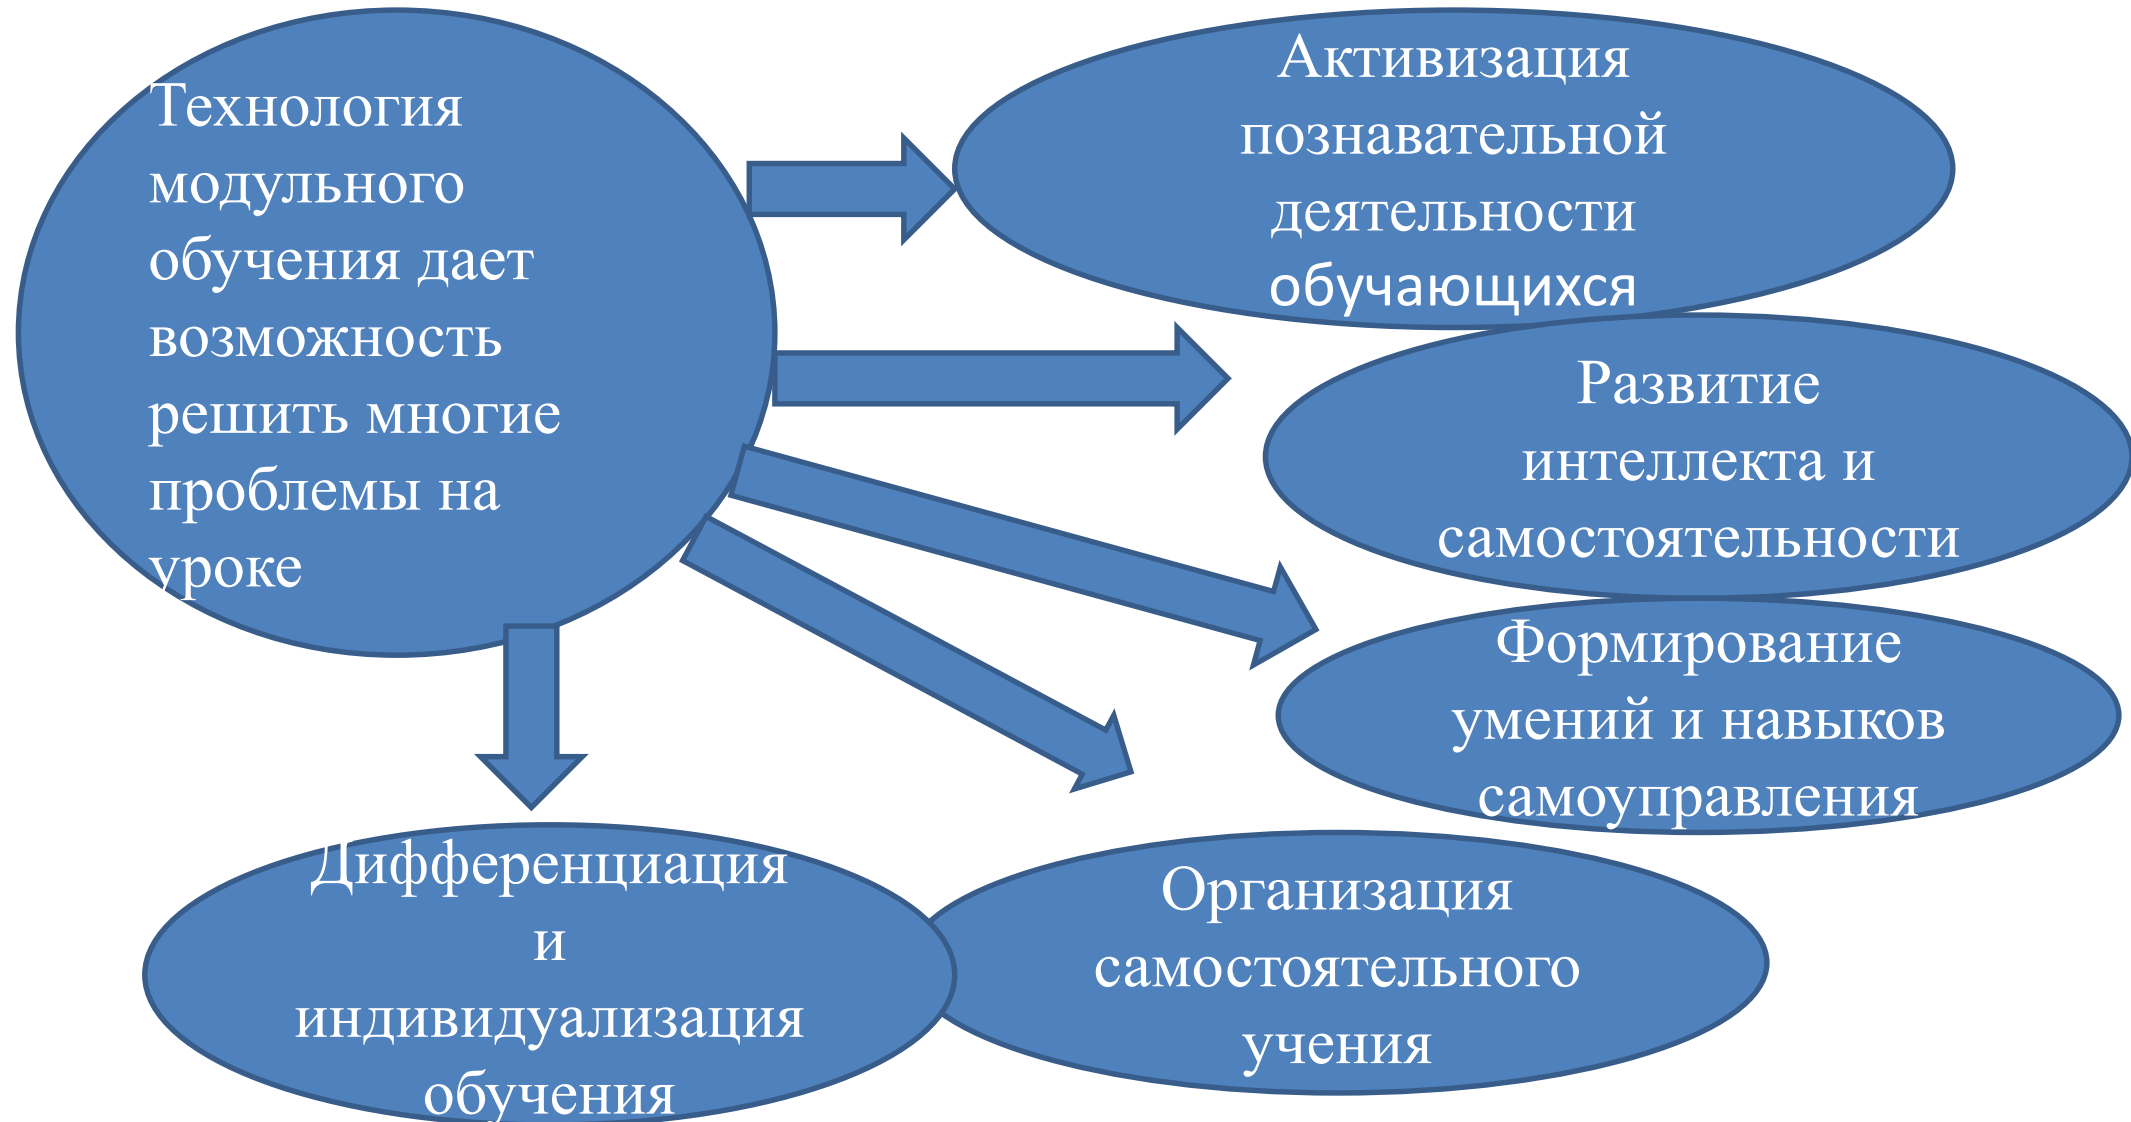 Технология
модульного
обучения дает
возможность
решить многие
проблемы на
уроке
Активизация
познавательной
деятельности
обучающихся
Развитие
интеллекта и
самостоятельности
Формирование
умений и навыков
самоуправления
Организация
самостоятельного
учения
Дифференциация
и
индивидуализация
обучения